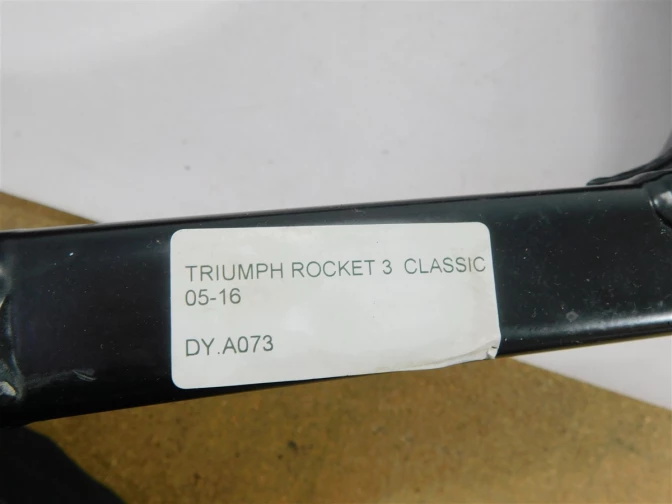 TRIUMPH ROCKET 3 CLASSIC
05-16
DY.A073